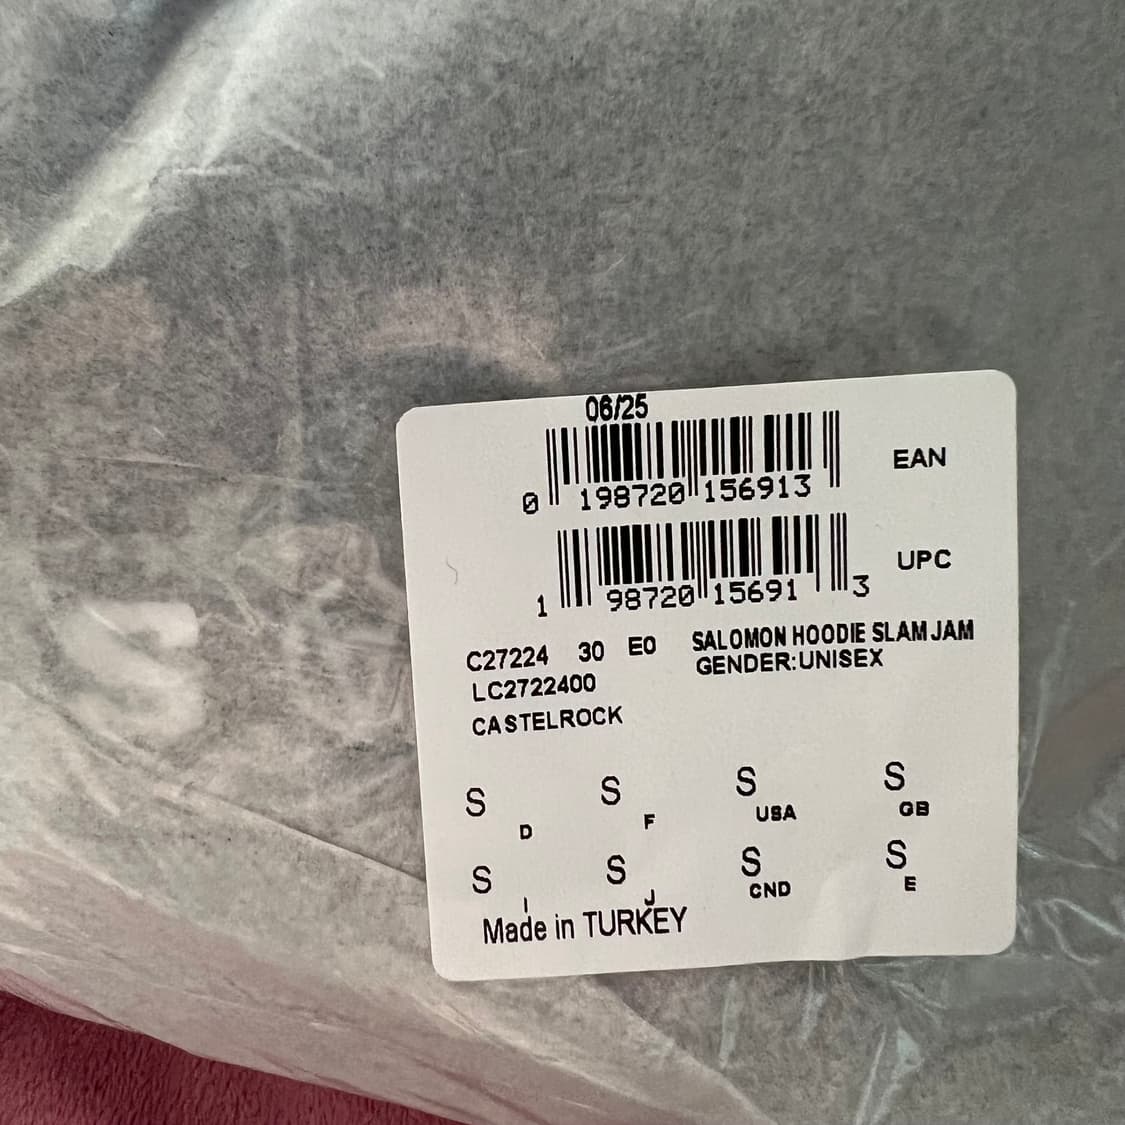 06/25
0 198720 156913 EAN
1 98720 15691 3 UPC
C27224 30 E0 SALOMON HOODIE SLAM JAM
LC2722400 GENDER:UNISEX
CASTELROCK
S D S F S USA S GB
S I S J S CND S E
Made in TURKEY